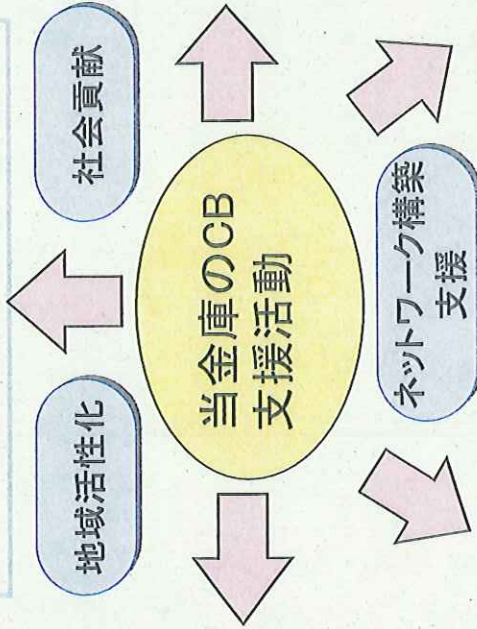 地域活性化
社会貢献
当金庫のCB
支援活動
ネットワーク構築
支援